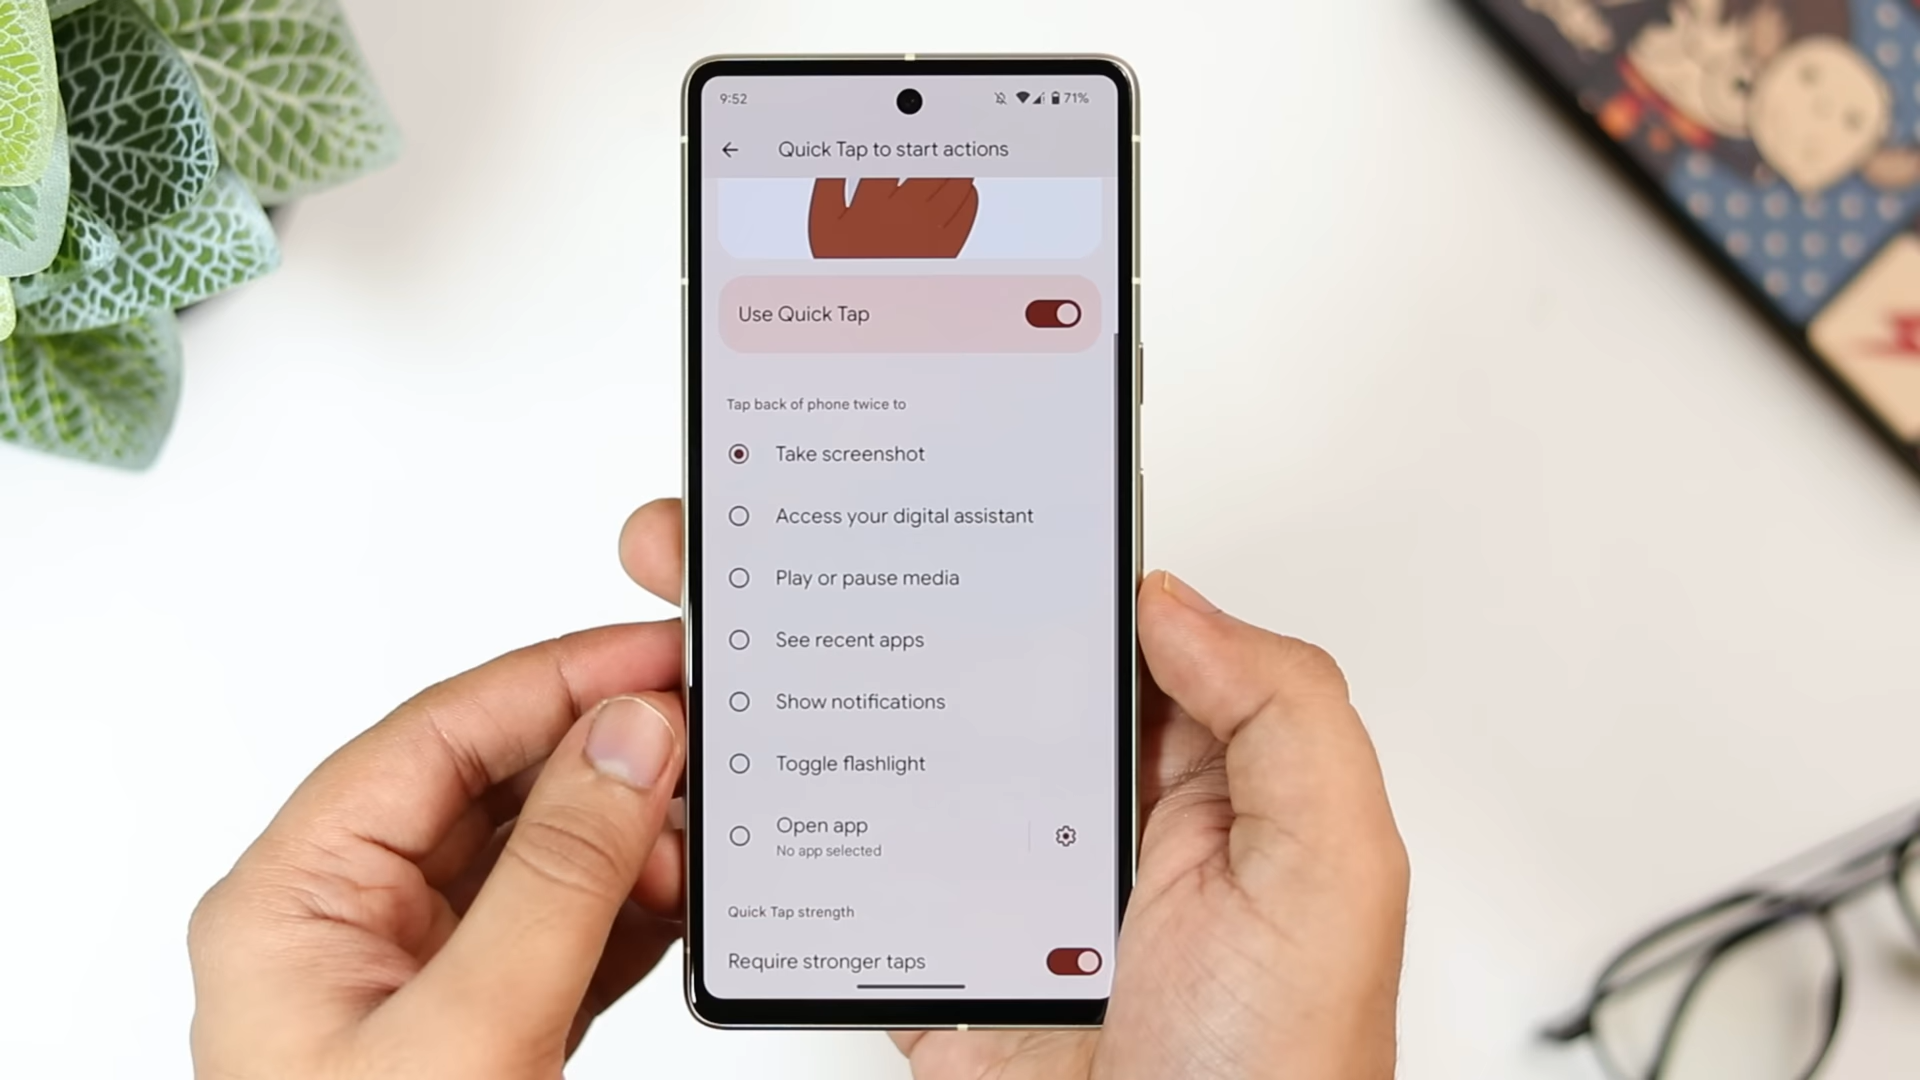 9:52
71%
Quick Tap to start actions
Use Quick Tap
Tap back of phone twice to
Take screenshot
Access your digital assistant
Play or pause media
See recent apps
Show notifications
Toggle flashlight
Open app
No app selected
Quick Tap strength
Require stronger taps